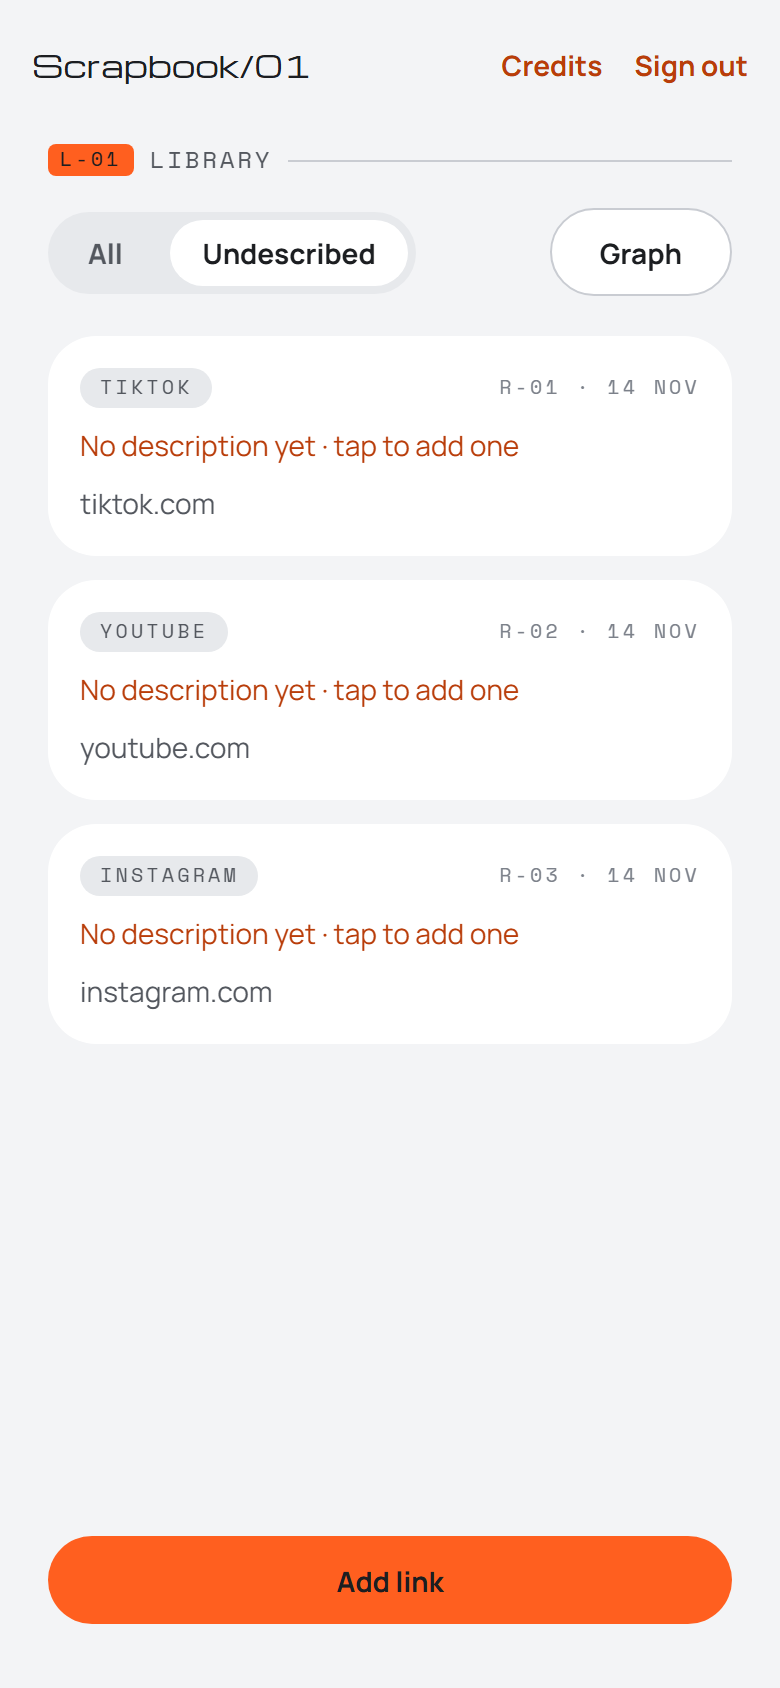 Scrapbook/01
Credits
Sign out
L-01
LIBRARY
All
Undescribed
Graph
TIKTOK
R-01 · 14 NOV
No description yet · tap to add one
tiktok.com
YOUTUBE
R-02 · 14 NOV
No description yet · tap to add one
youtube.com
INSTAGRAM
R-03 · 14 NOV
No description yet · tap to add one
instagram.com
Add link